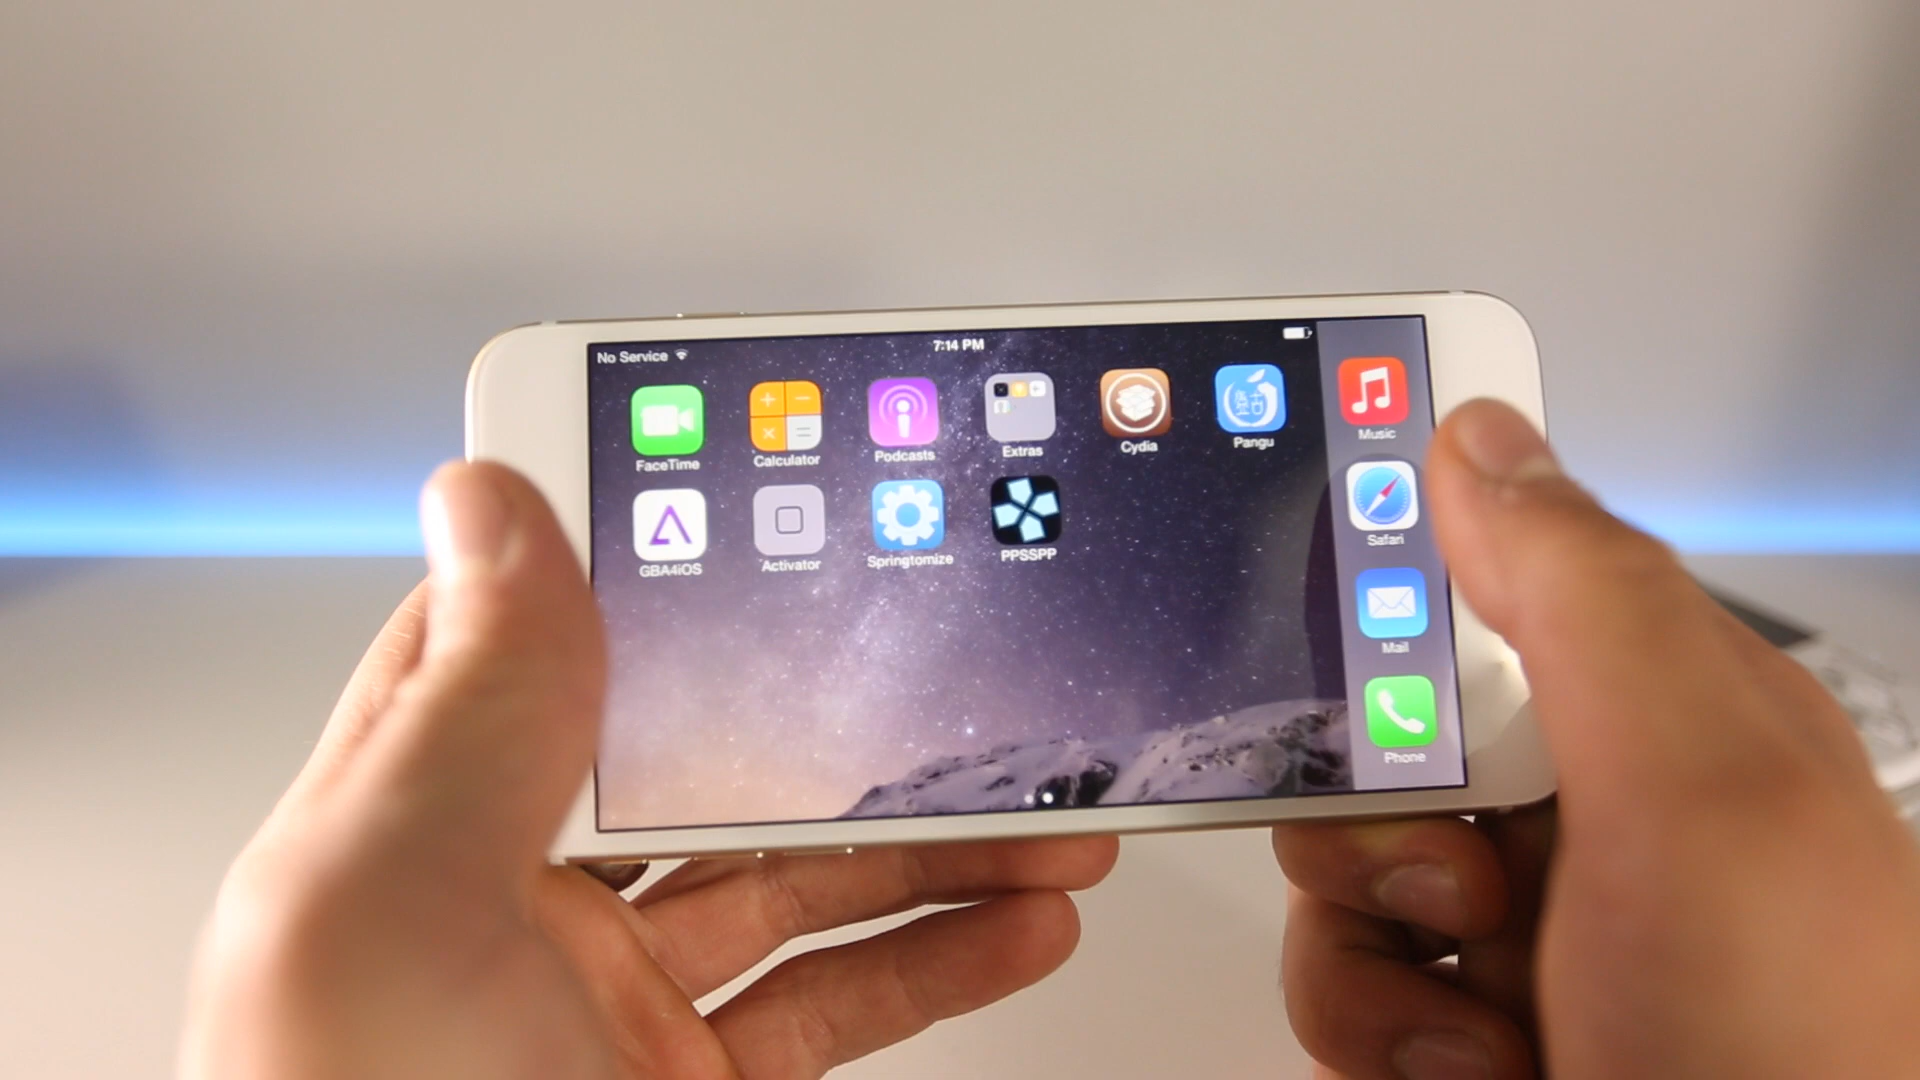 No Service
7:14 PM
FaceTime
Calculator
Podcasts
Extras
Cydia
Pangu
Music
GBA4iOS
Activator
Springtomize
PPSSPP
Safari
Mail
Phone